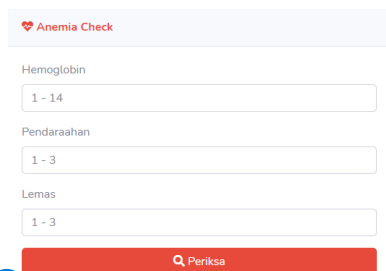 Anemia Check
Hemoglobin
1 - 14
Pendaraahan
1 - 3
Lemas
1 - 3
Periksa